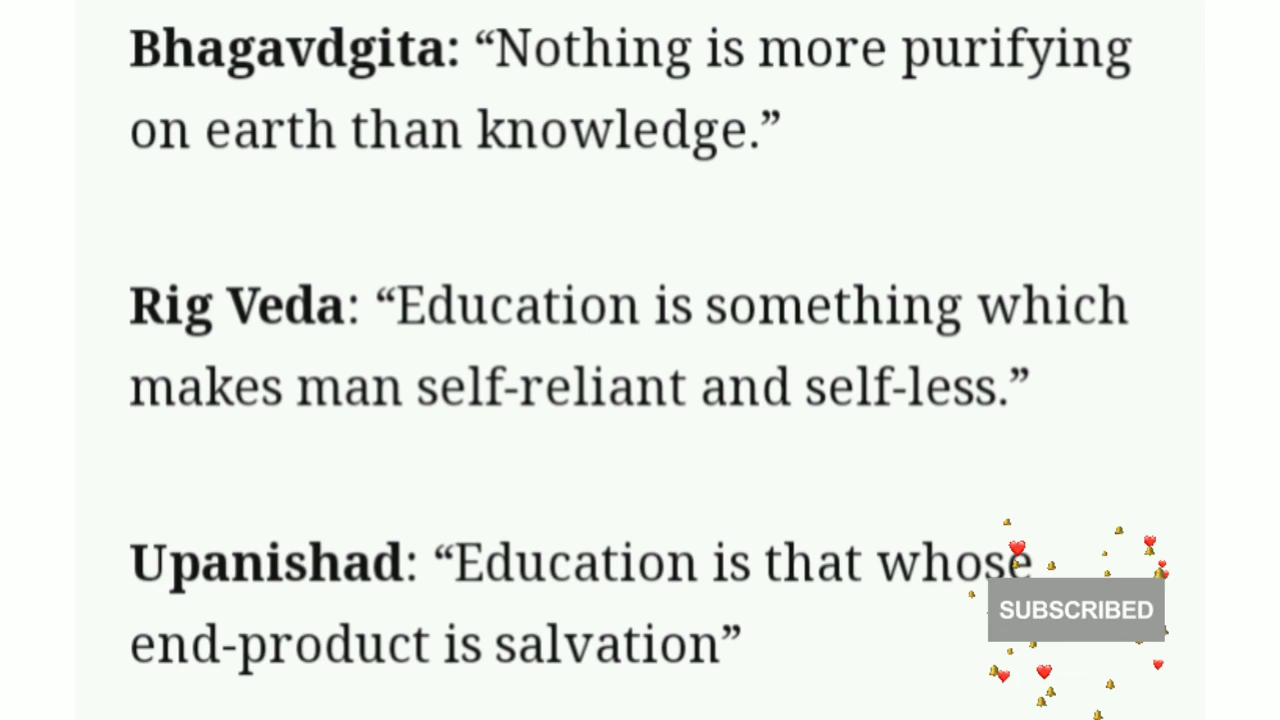 Bhagavdgita: “Nothing is more purifying
on earth than knowledge.”
Rig Veda: “Education is something which
makes man self-reliant and self-less.”
Upanishad: “Education is that whose
end-product is salvation”
SUBSCRIBED